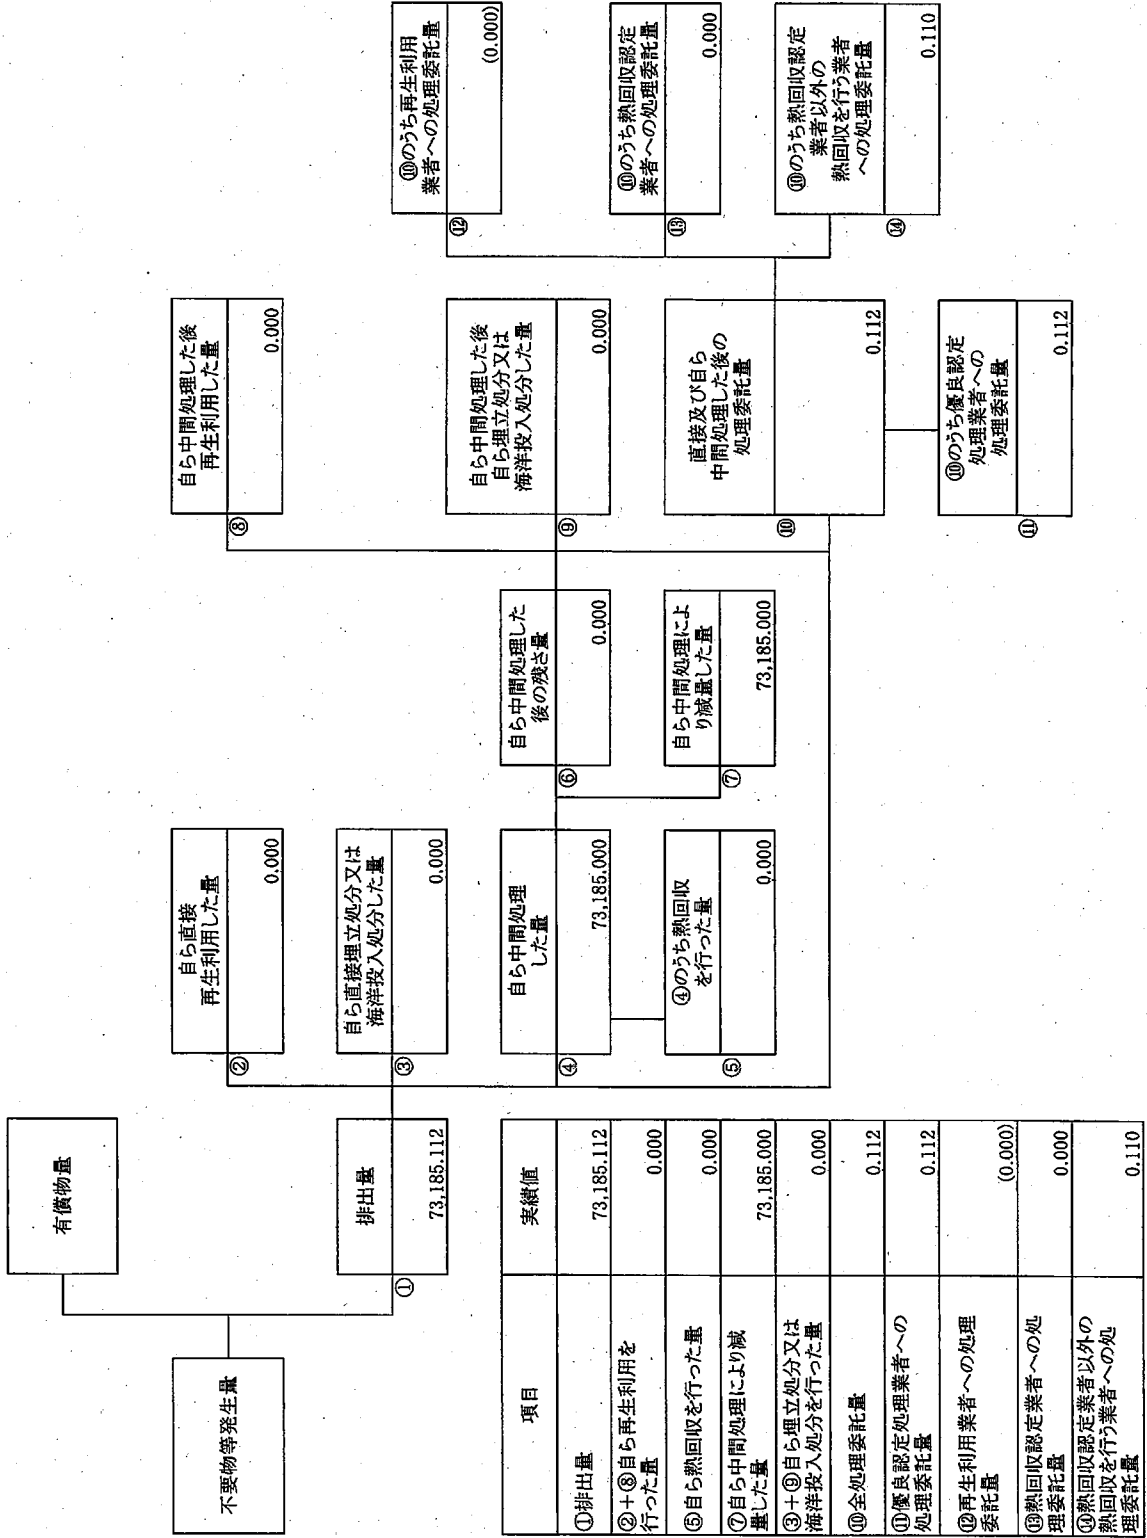 不要物等発生量
有償物量
排出量
①
73,185.112
自ら直接
再生利用した量
②
0.000
自ら直接埋立処分又は
海洋投入処分した量
③
0.000
自ら中間処理
した量
④
73,185.000
④のうち熱回収
を行った量
⑤
0.000
自ら中間処理した
後の残さ量
⑥
0.000
自ら中間処理によ
り減量した量
⑦
73,185.000
自ら中間処理した後
再生利用した量
⑧
0.000
自ら中間処理した後
自ら埋立処分又は
海洋投入処分した量
⑨
0.000
直接及び自ら
中間処理した後の
処理委託量
⑩
0.112
⑩のうち優良認定
処理業者への
処理委託量
⑪
0.112
⑩のうち再生利用
業者への処理委託量
⑫
(0.000)
⑩のうち熱回収認定
業者への処理委託量
⑬
0.000
⑩のうち熱回収認定
業者以外の
熱回収を行う業者
への処理委託量
⑭
0.110
項目 実績値
①排出量 73,185.112
②+⑧自ら再生利用を
行った量 0.000
⑤自ら熱回収を行った量 0.000
⑦自ら中間処理により減
量した量 73,185.000
③+⑨自ら埋立処分又は
海洋投入処分を行った量 0.000
⑩全処理委託量 0.112
⑪優良認定処理業者への
処理委託量 0.112
⑫再生利用業者への処理
委託量 (0.000)
⑬熱回収認定業者への処
理委託量 0.000
⑭熱回収認定業者以外の
熱回収を行う業者への処
理委託量 0.110